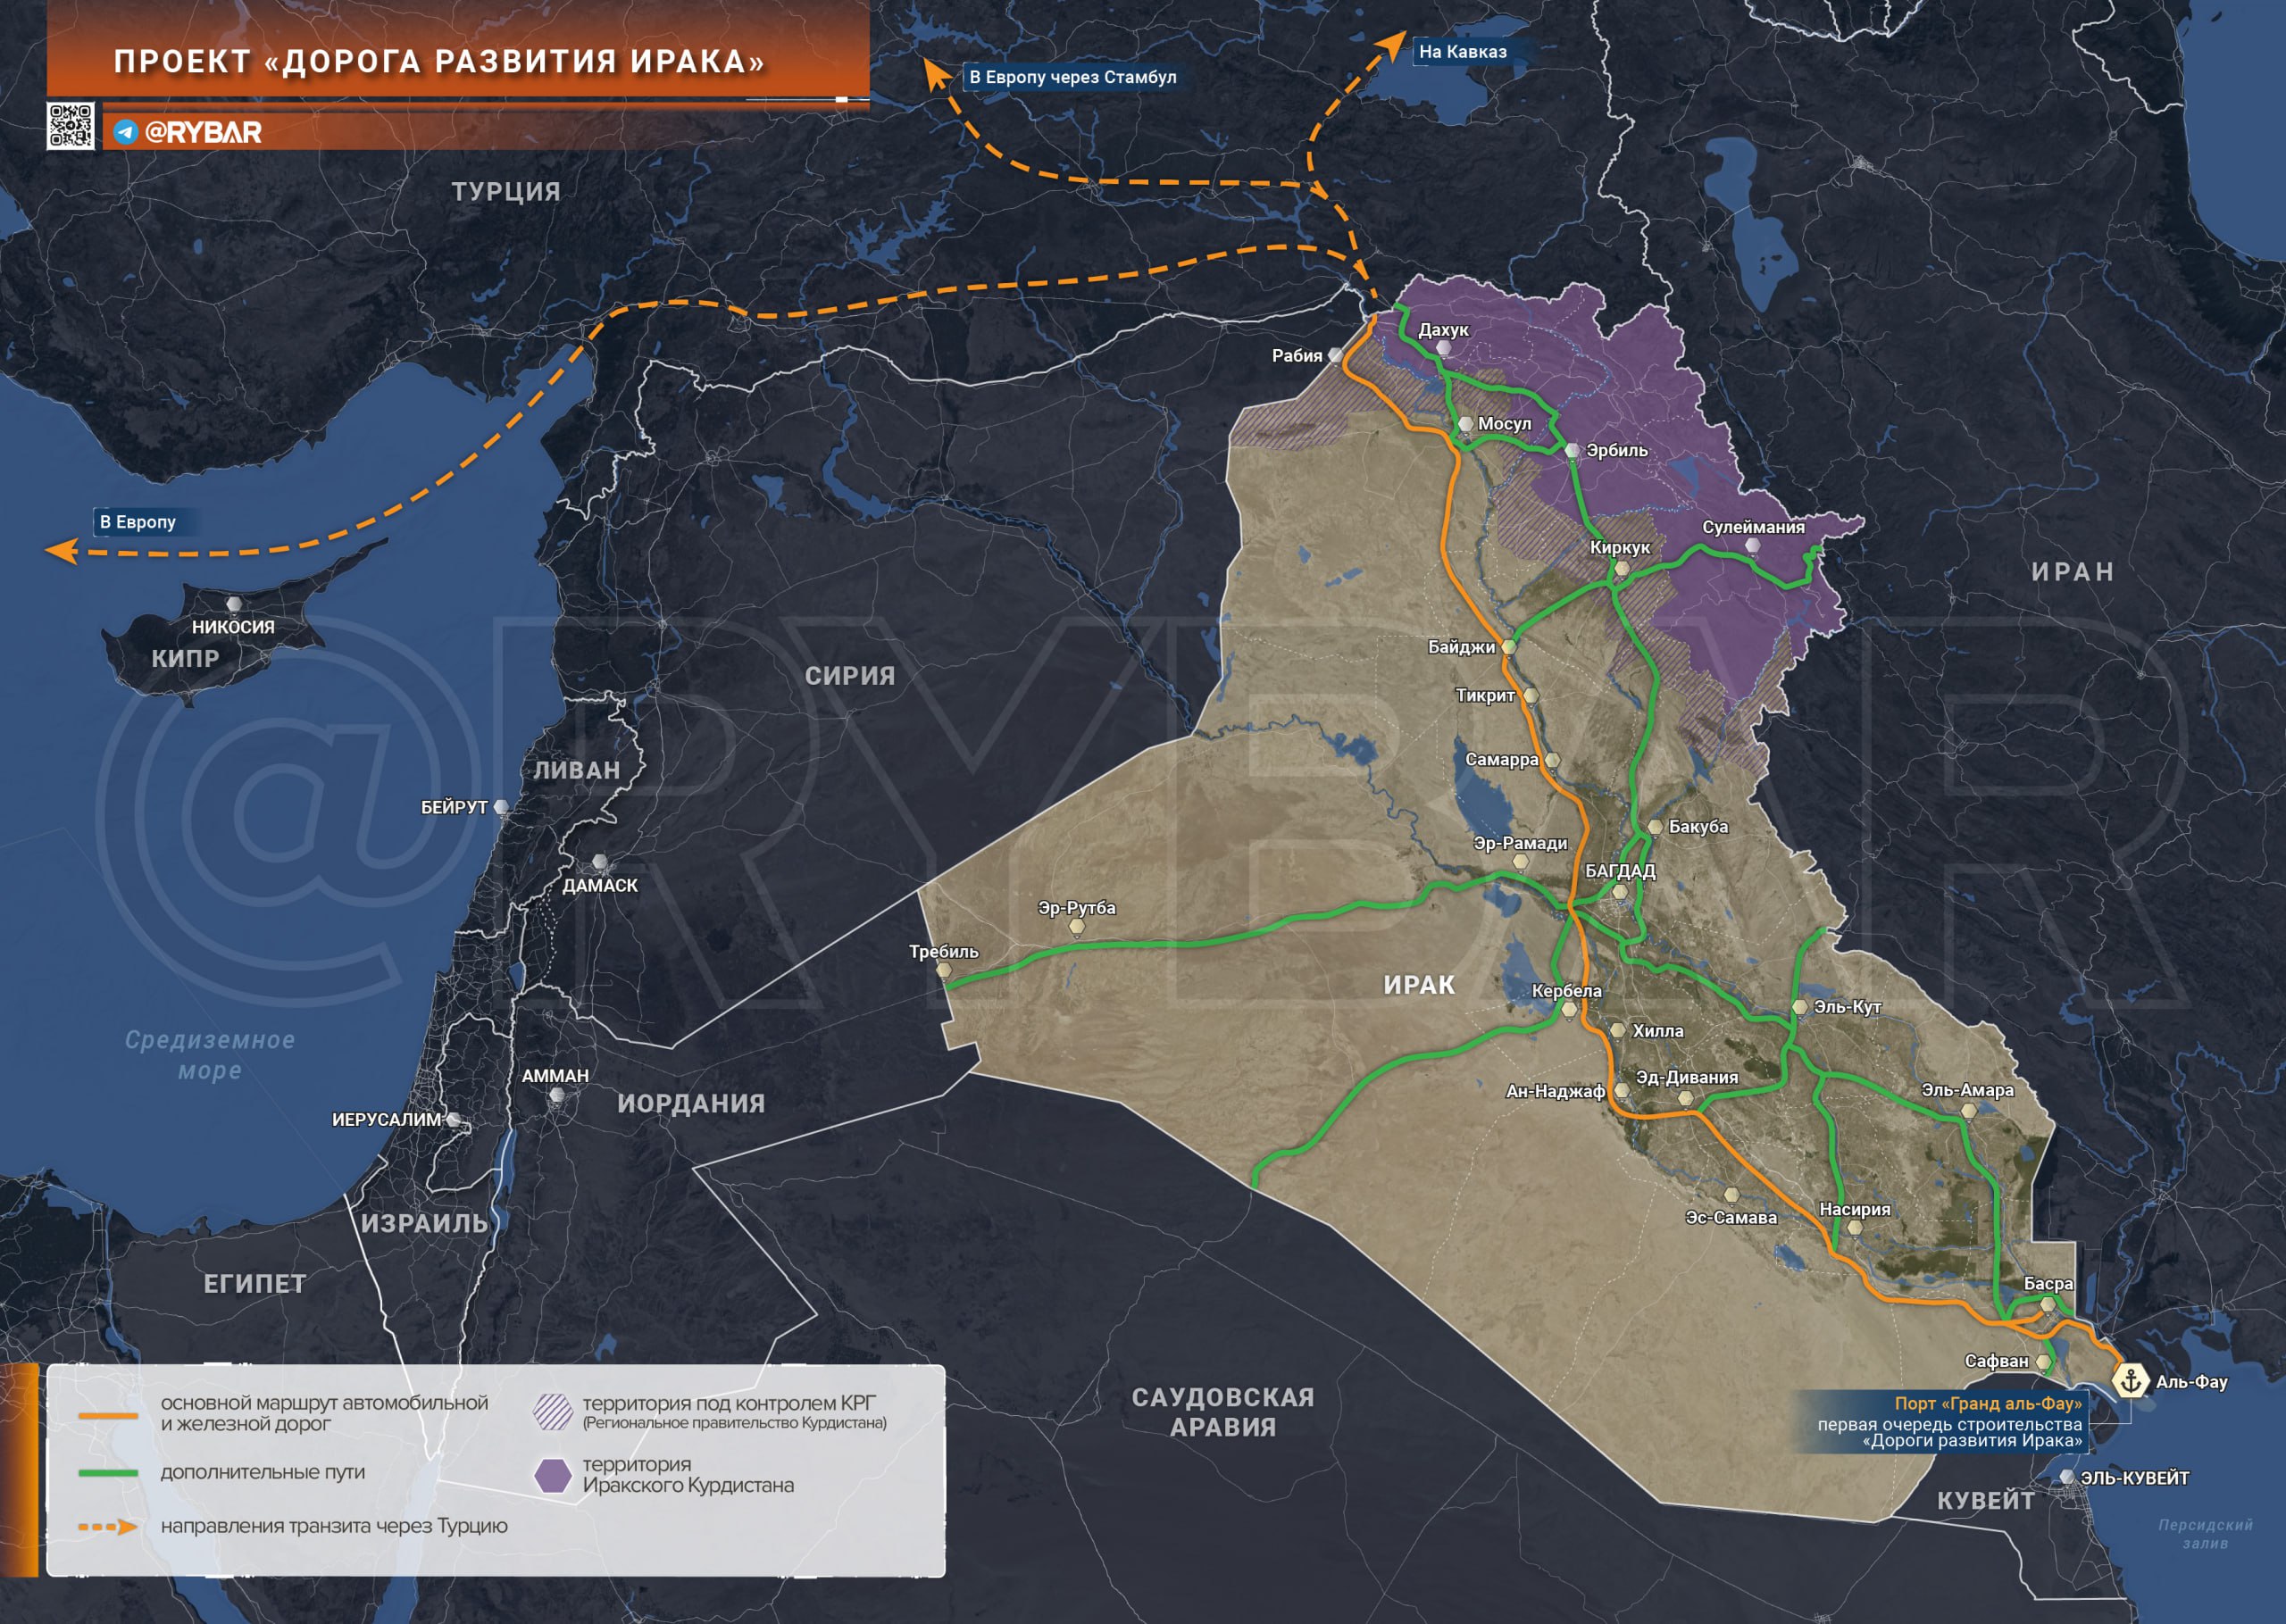 ПРОЕКТ «ДОРОГА РАЗВИТИЯ ИРАКА»
@RYBAR
На Кавказ
В Европу через Стамбул
ТУРЦИЯ
Дахук
Рабия
Мосул
Эрбиль
В Европу
Сулеймания
Киркук
ИРАН
НИКОСИЯ
КИПР
Байджи
СИРИЯ
Тикрит
Самарра
ЛИВАН
БЕЙРУТ
Бакуба
Эр-Рамади
БАГДАД
ДАМАСК
Эр-Рутба
Требиль
ИРАК
Кербела
Эль-Кут
Хилла
Средиземное
море
АММАН
Эд-Дивания
Ан-Наджаф
Эль-Амара
ИОРДАНИЯ
ИЕРУСАЛИМ
Насирия
Эс-Самава
ИЗРАИЛЬ
ЕГИПЕТ
Басра
Сафван
Аль-Фау
САУДОВСКАЯ
АРАВИЯ
Порт «Гранд аль-Фау»
первая очередь строительства
«Дороги развития Ирака»
ЭЛЬ-КУВЕЙТ
КУВЕЙТ
Персидский
залив
основной маршрут автомобильной
и железной дорог
дополнительные пути
направления транзита через Турцию
территория под контролем КРГ
(Региональное правительство Курдистана)
территория
Иракского Курдистана
@RYBAR